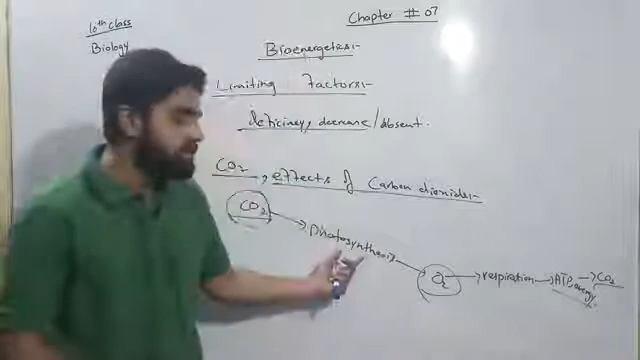 Chapter # 07
10th class
Biology
Bioenergetics:-
Limiting Factors:-
deficiency, decrease/absent.
CO2, effects of Carbon dioxide:-
CO2 → Photosynthesis → O2 → respiration → ATP, energy → CO2